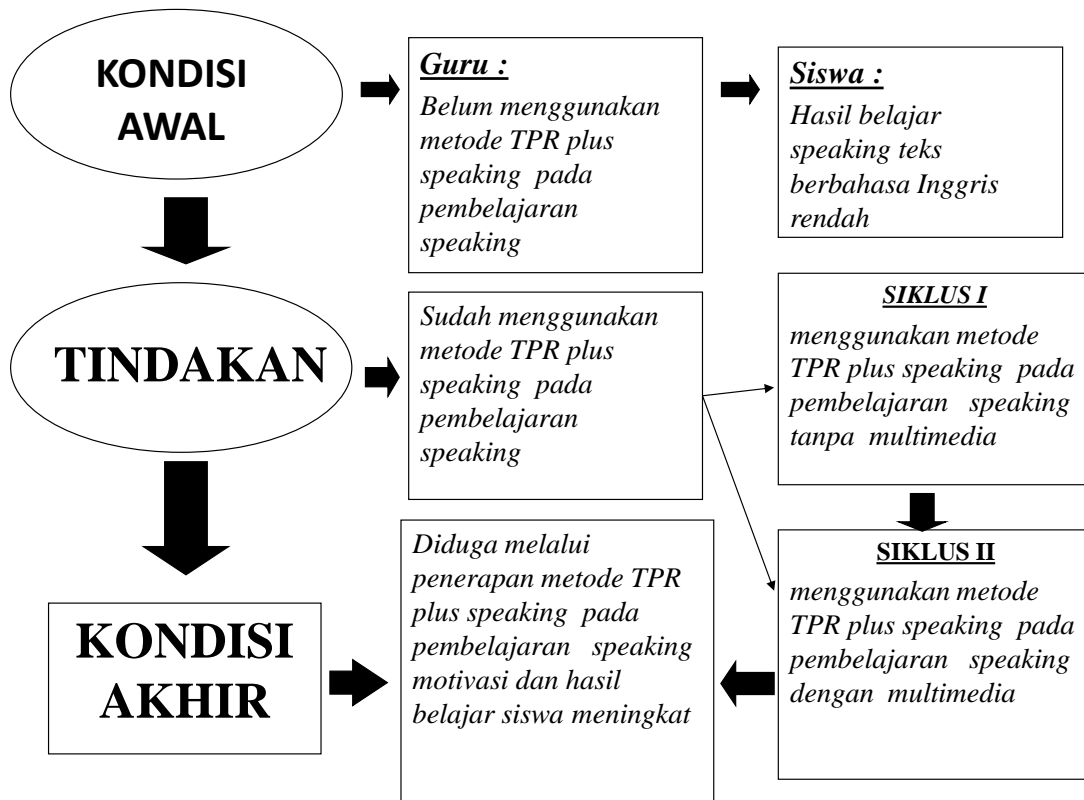 KONDISI
AWAL
Guru :
Belum menggunakan
metode TPR plus
speaking pada
pembelajaran
speaking
Siswa :
Hasil belajar
speaking teks
berbahasa Inggris
rendah
TINDAKAN
Sudah menggunakan
metode TPR plus
speaking pada
pembelajaran
speaking
SIKLUS I
menggunakan metode
TPR plus speaking pada
pembelajaran speaking
tanpa multimedia
KONDISI
AKHIR
Diduga melalui
penerapan metode TPR
plus speaking pada
pembelajaran speaking
motivasi dan hasil
belajar siswa meningkat
SIKLUS II
menggunakan metode
TPR plus speaking pada
pembelajaran speaking
dengan multimedia